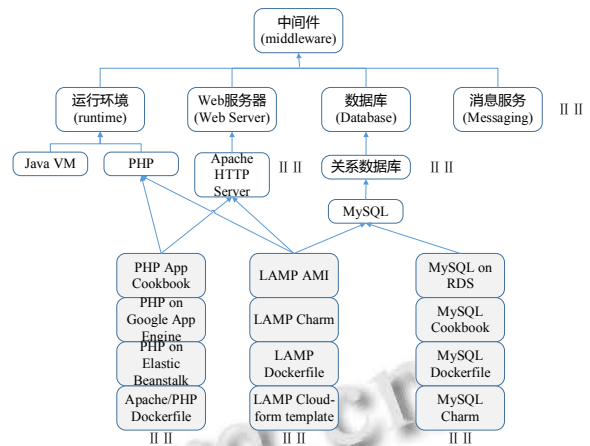 中间件
(middleware)
运行环境
(runtime)
Web服务器
(Web Server)
数据库
(Database)
消息服务
(Messaging)
Java VM
PHP
Apache
HTTP
Server
关系数据库
MySQL
PHP App
Cookbook
PHP on
Google App
Engine
PHP on
Elastic
Beanstalk
Apache/PHP
Dockerfile
LAMP AMI
LAMP Charm
LAMP
Dockerfile
LAMP Cloud-
form template
MySQL on
RDS
MySQL
Cookbook
MySQL
Dockerfile
MySQL
Charm